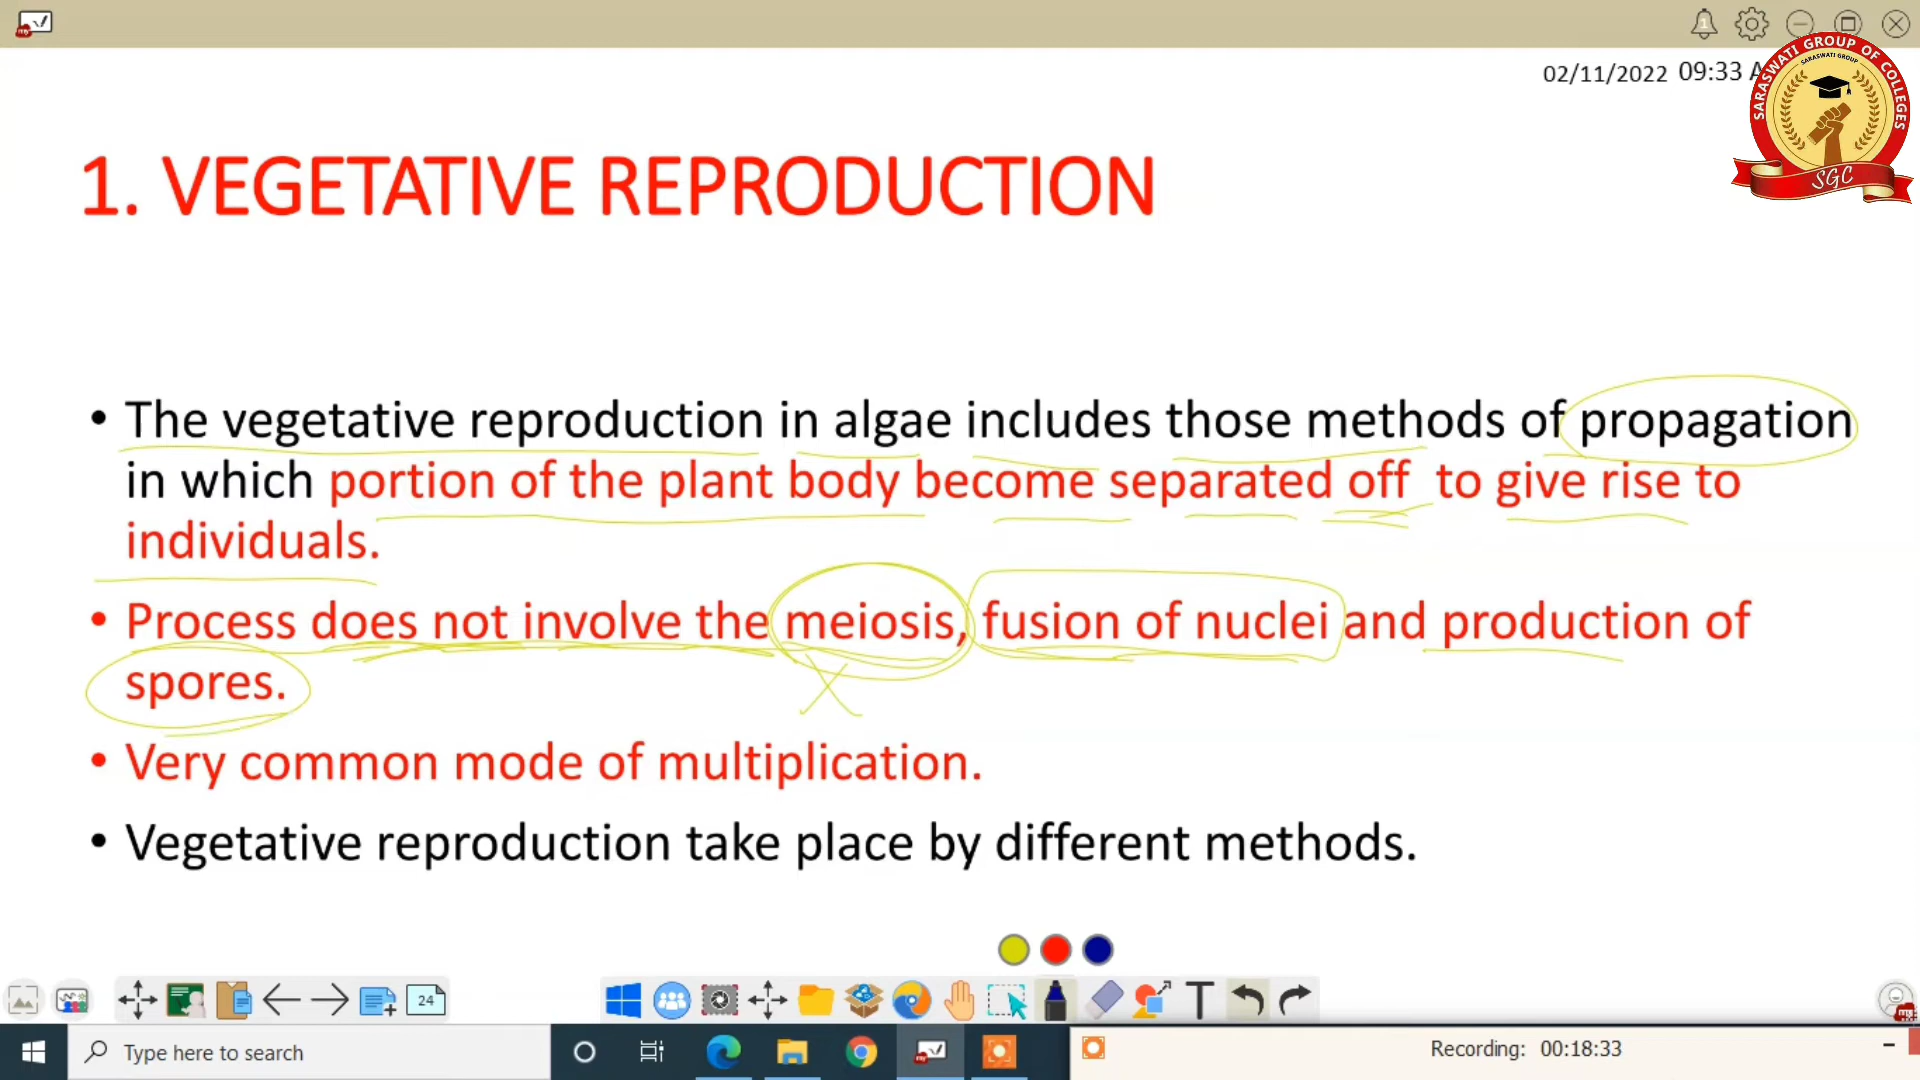 02/11/2022 09:33 A
SARASWATI GROUP OF COLLEGES
SARASWATI GROUP
SGC
1. VEGETATIVE REPRODUCTION
• The vegetative reproduction in algae includes those methods of propagation
in which portion of the plant body become separated off to give rise to
individuals.
• Process does not involve the meiosis, fusion of nuclei and production of
spores.
• Very common mode of multiplication.
• Vegetative reproduction take place by different methods.
24
T
Type here to search
Recording: 00:18:33